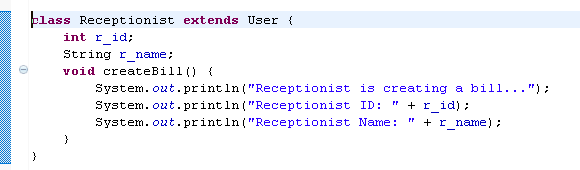 class Receptionist extends User {
    int r_id;
    String r_name;
    void createBill() {
        System.out.println("Receptionist is creating a bill...");
        System.out.println("Receptionist ID: " + r_id);
        System.out.println("Receptionist Name: " + r_name);
    }
}